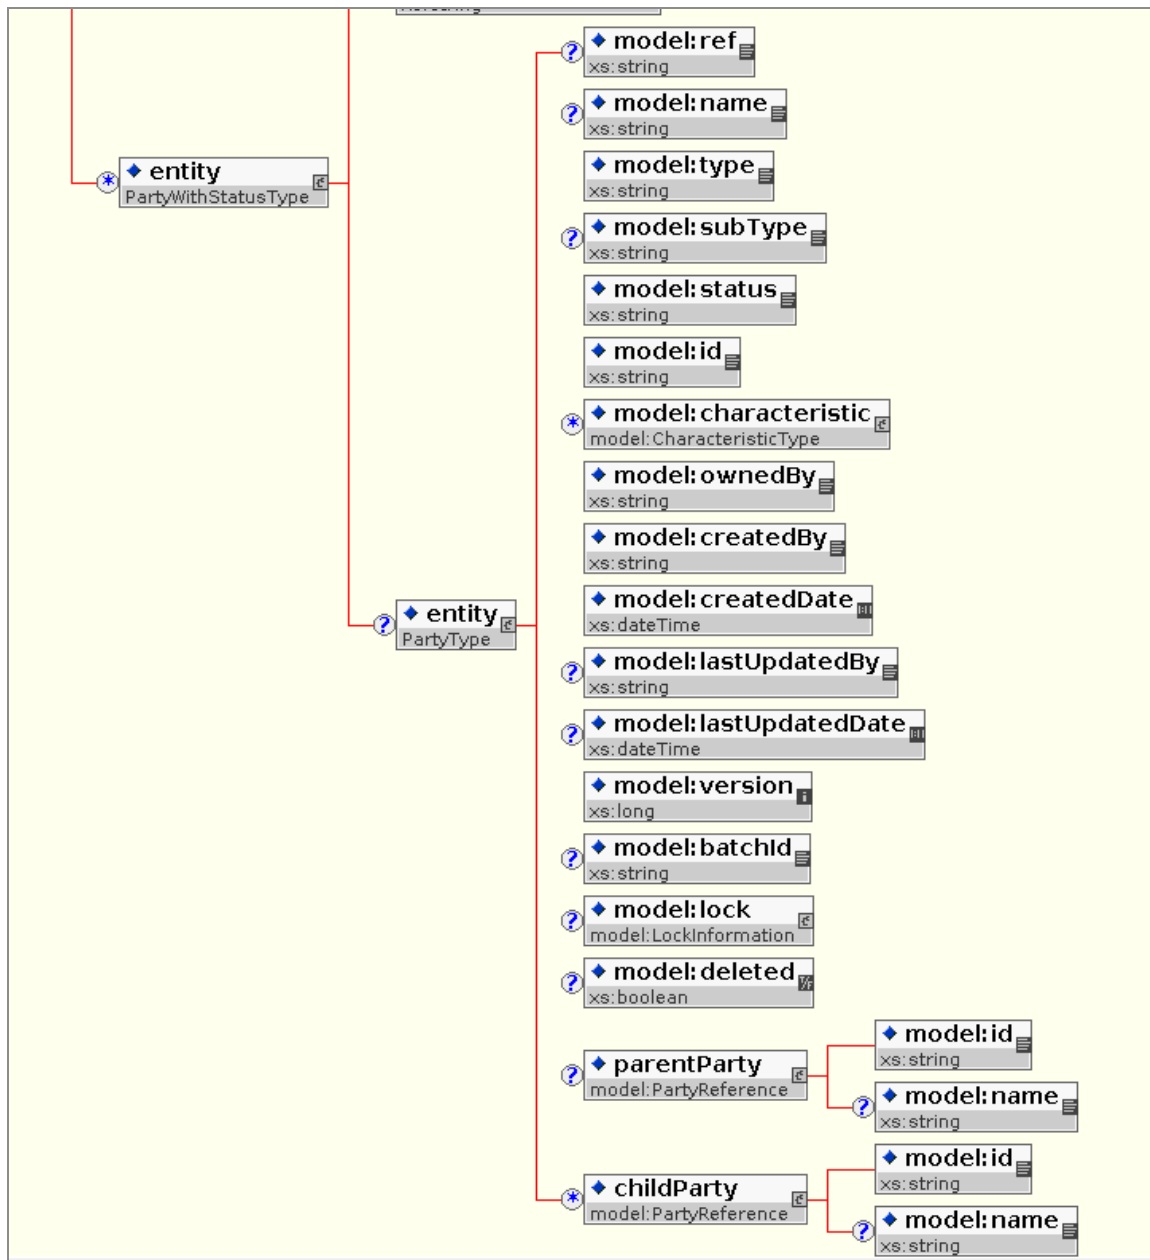 ? model:ref
xs:string
? model:name
xs:string
model:type
xs:string
* entity
PartyWithStatusType
? model:subType
xs:string
model:status
xs:string
model:id
xs:string
* model:characteristic
model:CharacteristicType
model:ownedBy
xs:string
model:createdBy
xs:string
model:createdDate
xs:dateTime
? entity
PartyType
? model:lastUpdatedBy
xs:string
? model:lastUpdatedDate
xs:dateTime
model:version
xs:long
? model:batchId
xs:string
? model:lock
model:LockInformation
? model:deleted
xs:boolean
? parentParty
model:PartyReference
model:id
xs:string
? model:name
xs:string
* childParty
model:PartyReference
model:id
xs:string
? model:name
xs:string